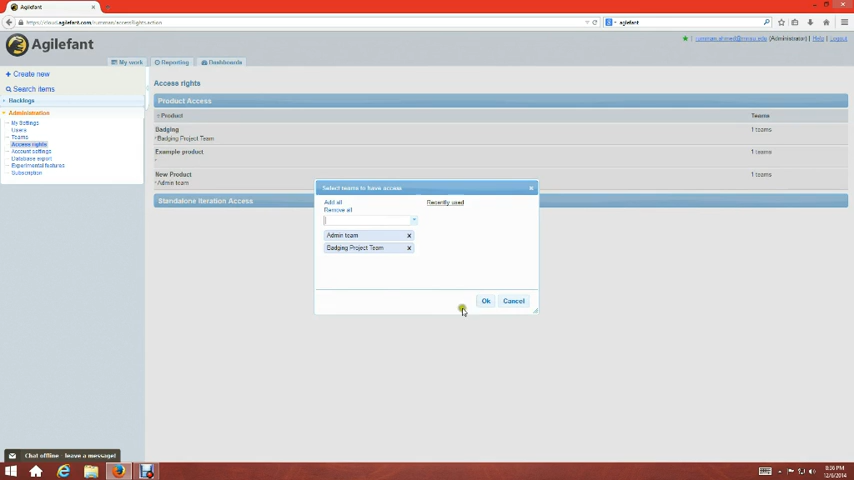 Agilefant
https://cloud.agilefant.com/
agilefant
Agilefant
(Administrator) | Help | Logout
My work
Reporting
Dashboards
Create new
Search items
Backlogs
Administration
My Settings
Users
Teams
Access rights
Account settings
Database export
Experimental features
Subscription
Access rights
Product Access
Product
Teams
Badging
1 teams
Badging Project Team
Example product
1 teams
New Product
1 teams
Admin team
Standalone Iteration Access
Select teams to have access
Add all
Recently used
Remove all
Admin team
Badging Project Team
Ok
Cancel
Chat offline - leave a message!
8:36 PM
12/6/2014